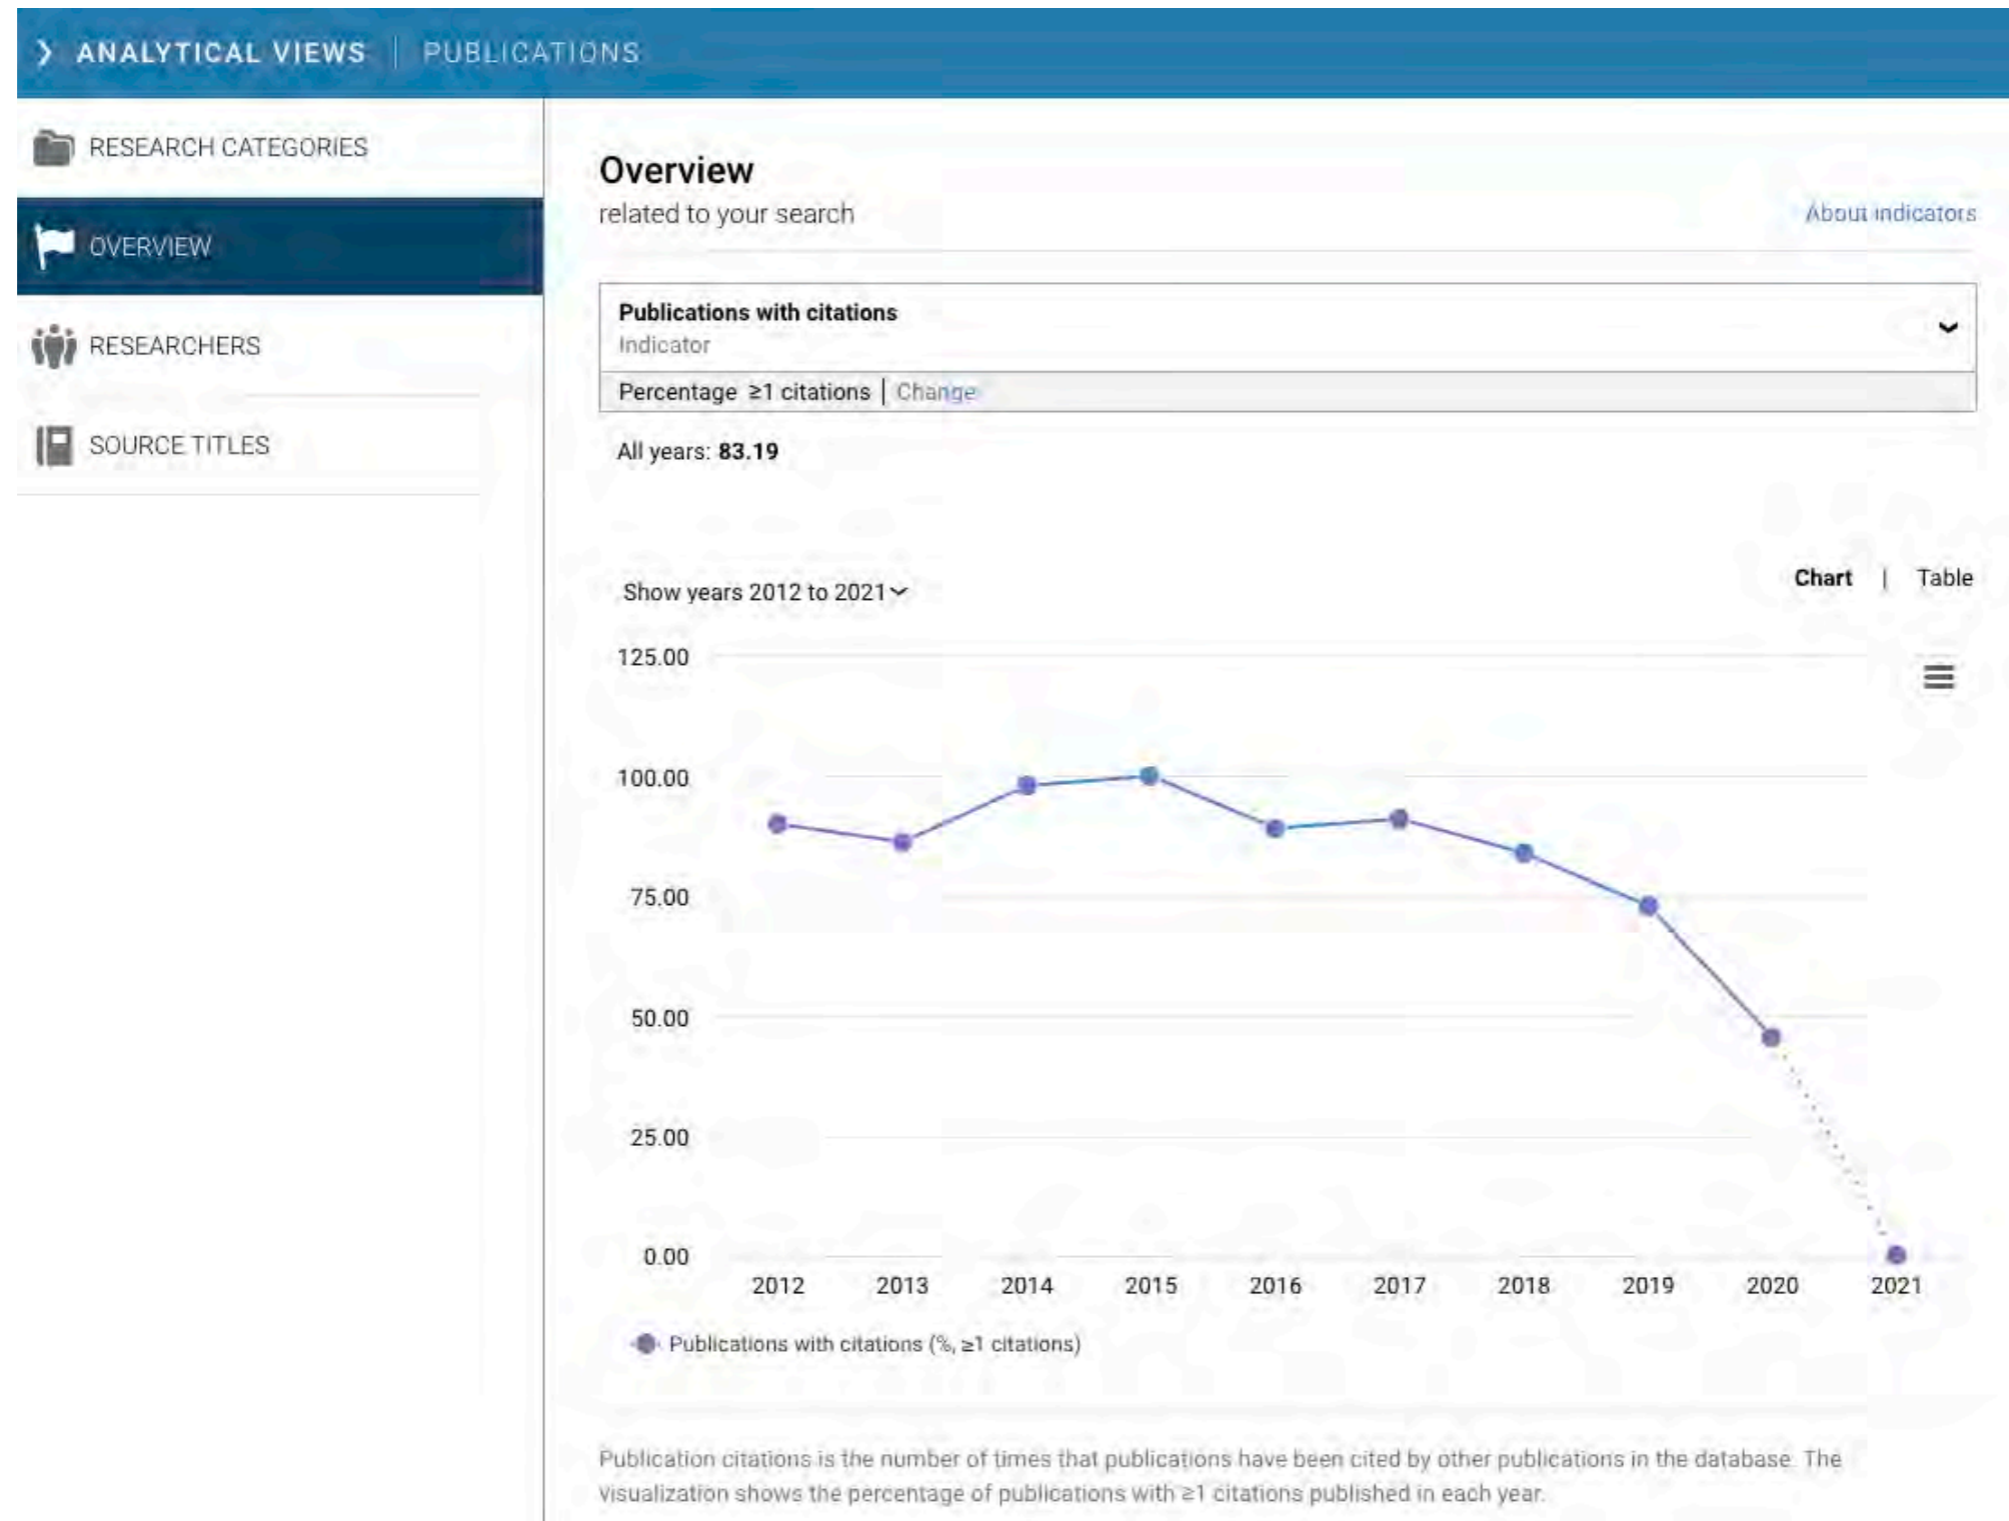 ANALYTICAL VIEWS | PUBLICATIONS
RESEARCH CATEGORIES
OVERVIEW
RESEARCHERS
SOURCE TITLES
Overview
related to your search
About indicators
Publications with citations
Indicator
Percentage ≥1 citations | Change
All years: 83.19
Show years 2012 to 2021
Chart | Table
125.00
100.00
75.00
50.00
25.00
0.00
2012 2013 2014 2015 2016 2017 2018 2019 2020 2021
Publications with citations (%, ≥1 citations)
Publication citations is the number of times that publications have been cited by other publications in the database. The
visualization shows the percentage of publications with ≥1 citations published in each year.